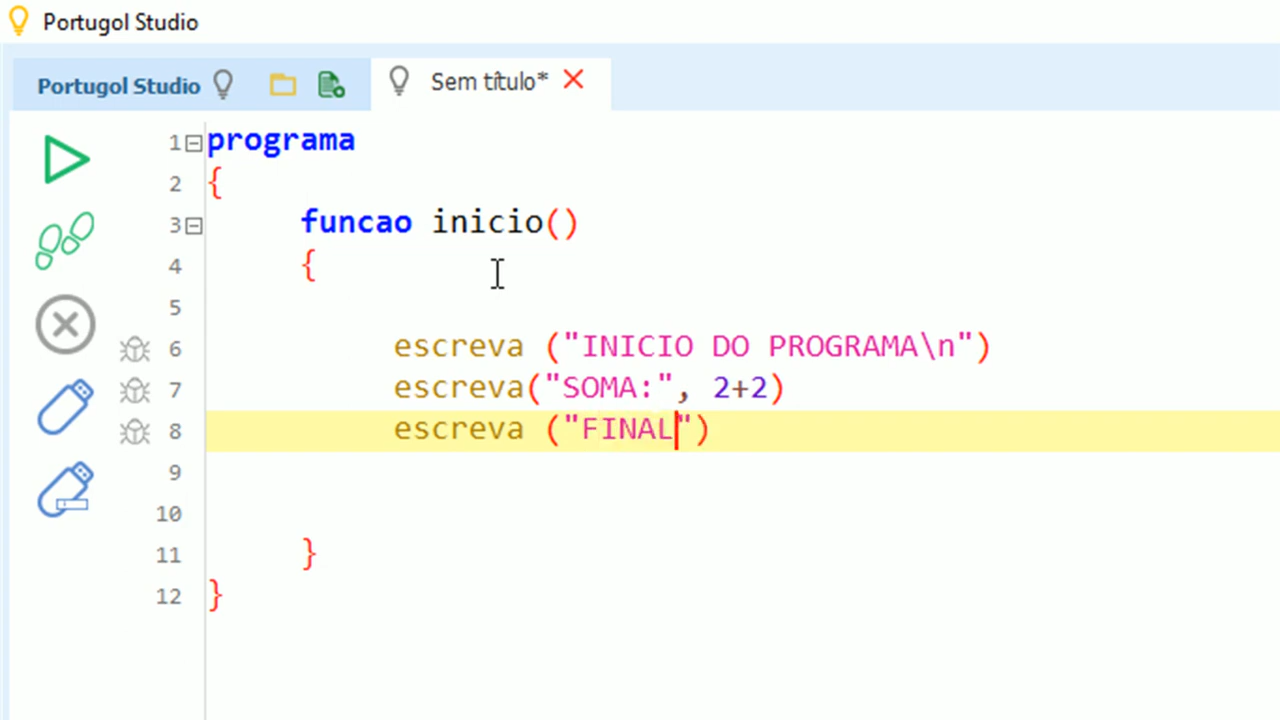 Portugol Studio
Portugol Studio Sem título*
1 programa
2 {
3 funcao inicio()
4 {
5
6 escreva ("INICIO DO PROGRAMA\n")
7 escreva("SOMA:", 2+2)
8 escreva ("FINAL")
9
10
11 }
12 }